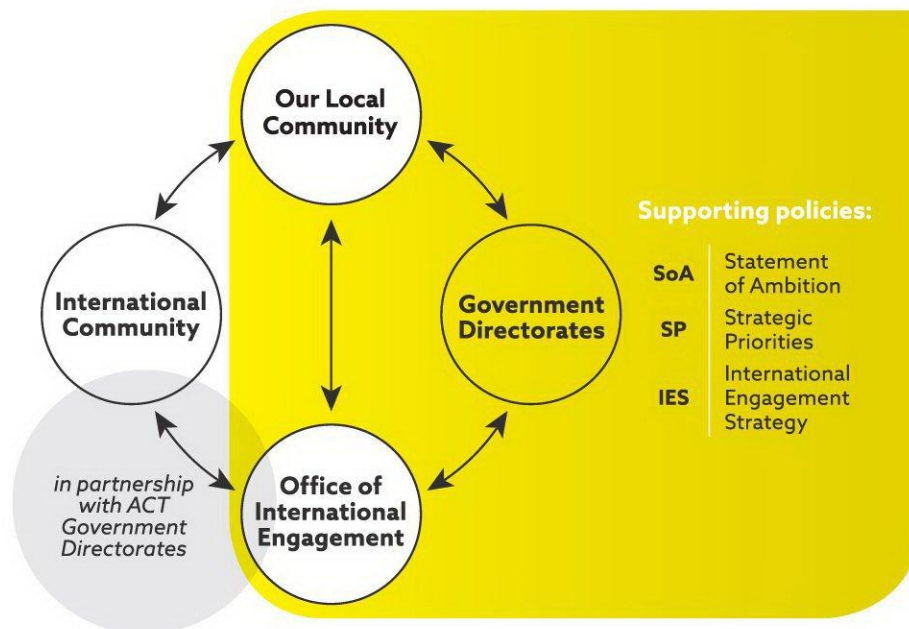 Our Local
Community
International
Community
Government
Directorates
Office of
International
Engagement
in partnership
with ACT
Government
Directorates
Supporting policies:
SoA
Statement
of Ambition
SP
Strategic
Priorities
IES
International
Engagement
Strategy